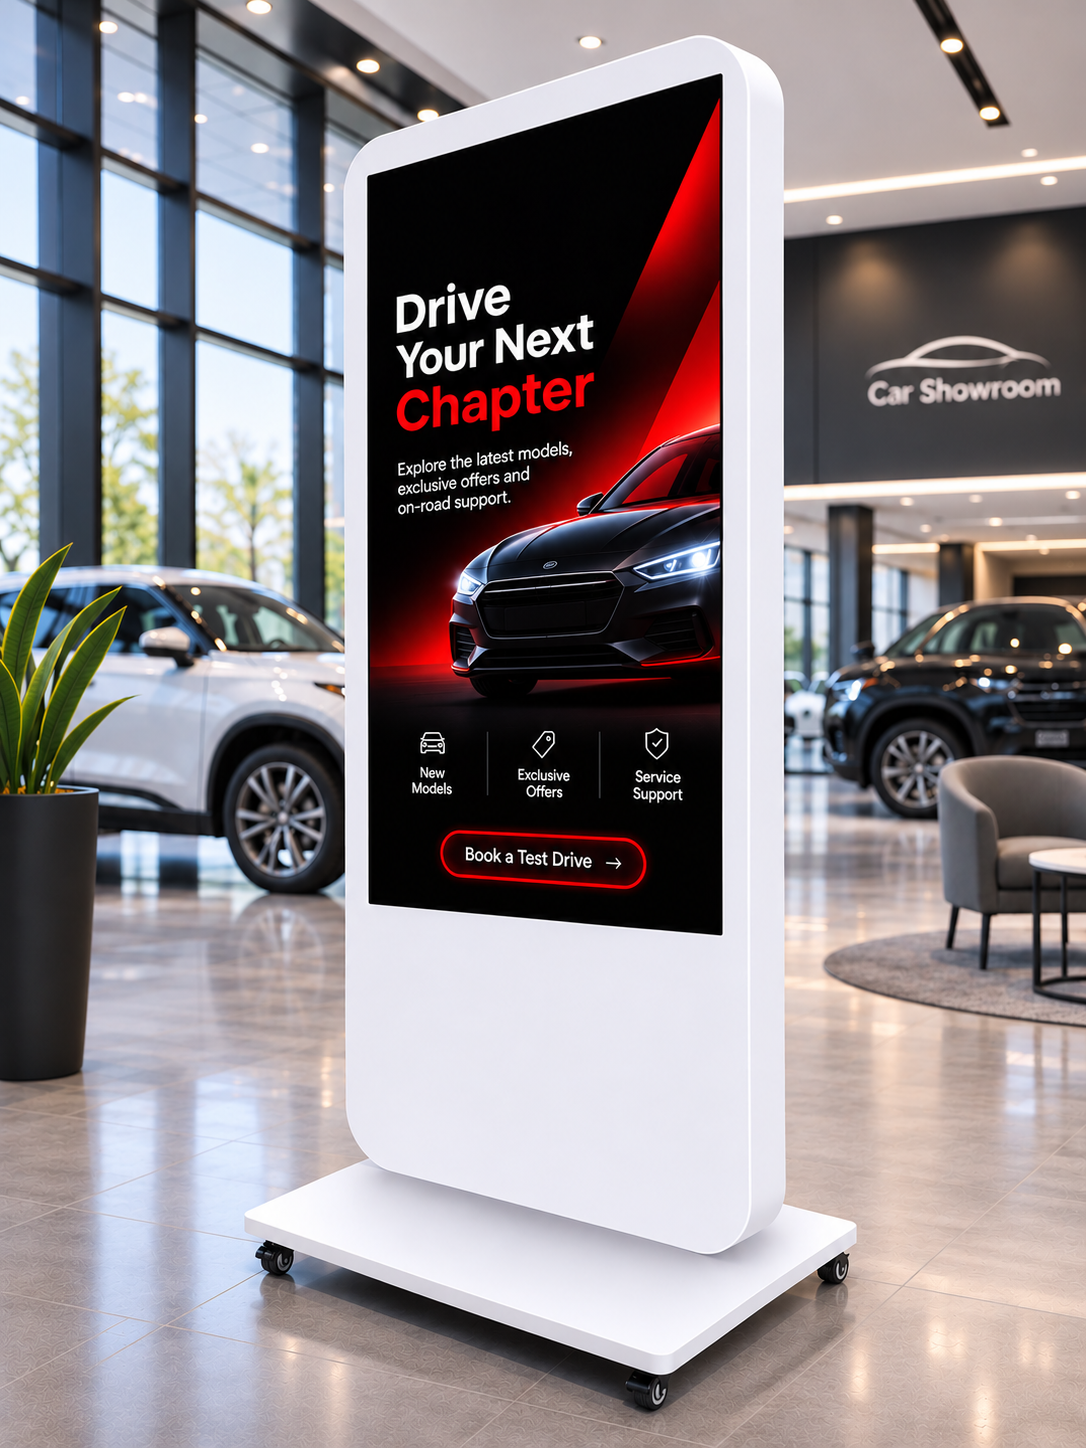 Drive
Your Next
Chapter
Explore the latest models,
exclusive offers and
on-road support.
New
Models
Exclusive
Offers
Service
Support
Book a Test Drive →
Car Showroom